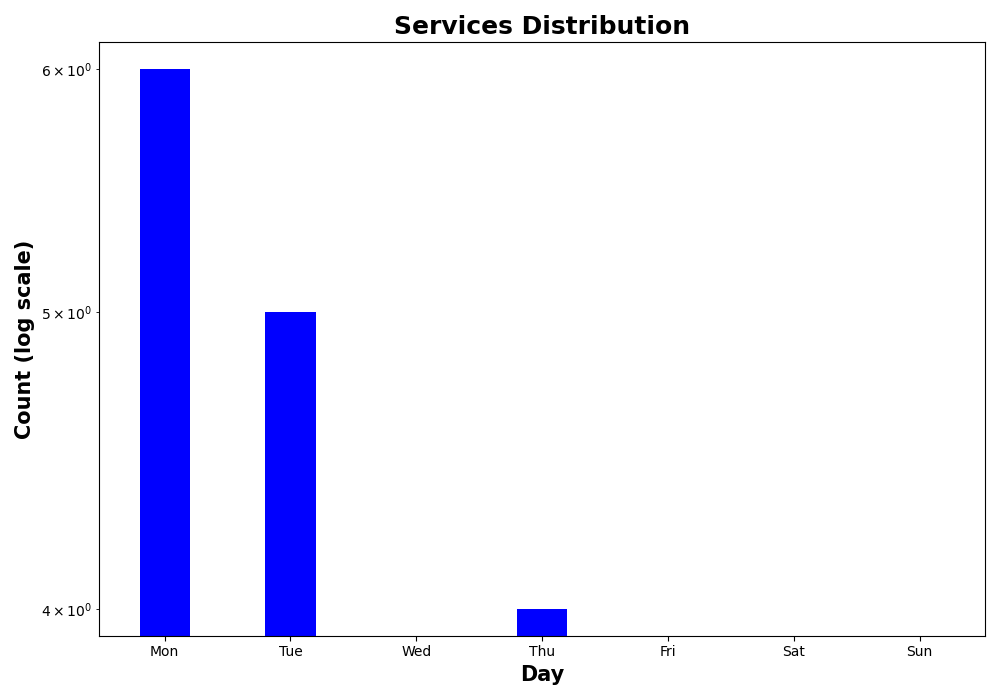 Services Distribution
Count (log scale)
6 × 10⁰
5 × 10⁰
4 × 10⁰
Mon Tue Wed Thu Fri Sat Sun
Day